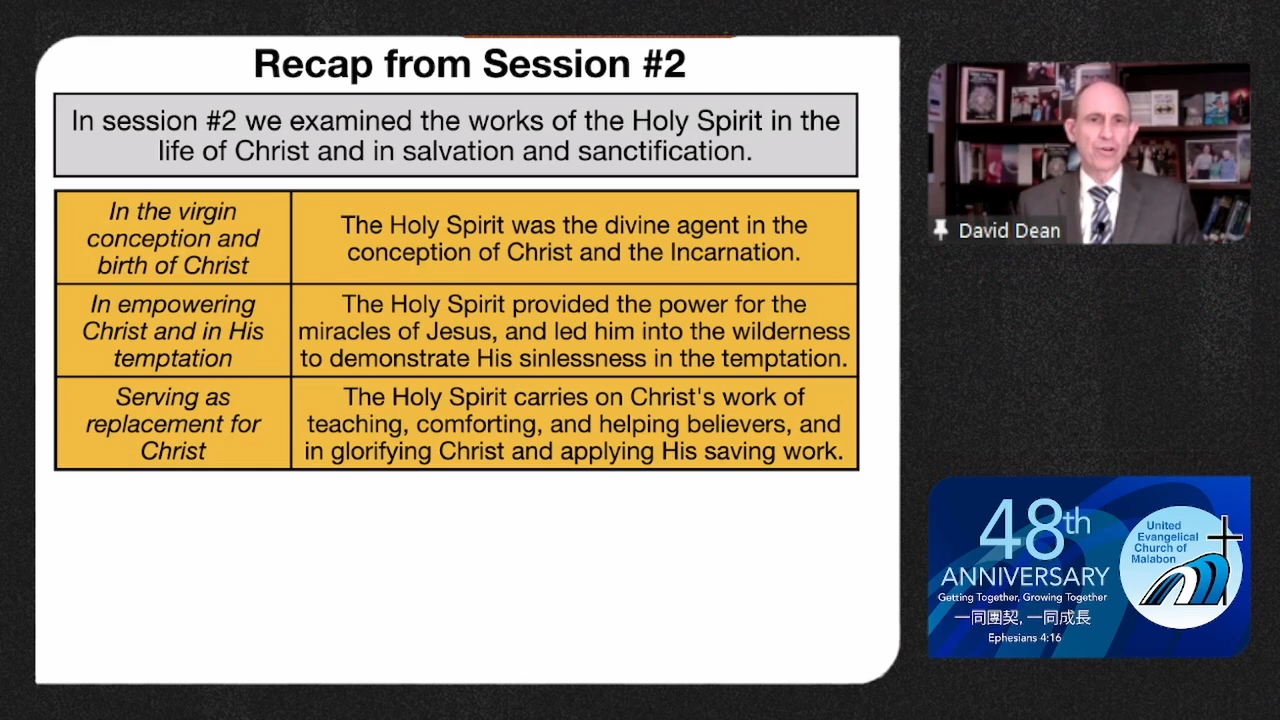 Recap from Session #2
In session #2 we examined the works of the Holy Spirit in the
life of Christ and in salvation and sanctification.
In the virgin
conception and
birth of Christ
The Holy Spirit was the divine agent in the
conception of Christ and the Incarnation.
In empowering
Christ and in His
temptation
The Holy Spirit provided the power for the
miracles of Jesus, and led him into the wilderness
to demonstrate His sinlessness in the temptation.
Serving as
replacement for
Christ
The Holy Spirit carries on Christ's work of
teaching, comforting, and helping believers, and
in glorifying Christ and applying His saving work.
David Dean
48th
ANNIVERSARY
Getting Together, Growing Together
一同團契, 一同成長
Ephesians 4:16
United
Evangelical
Church of
Malabon